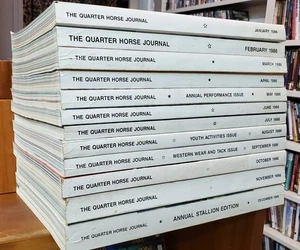 THE QUARTER HORSE JOURNAL ☆ JANUARY 1986
THE QUARTER HORSE JOURNAL ☆ FEBRUARY 1986
THE QUARTER HORSE JOURNAL ★ MARCH 1986
THE QUARTER HORSE JOURNAL ★ APRIL 1986
THE QUARTER HORSE JOURNAL ★ ANNUAL PERFORMANCE ISSUE ★ MAY 1986
THE QUARTER HORSE JOURNAL ☆ JUNE 1986
THE QUARTER HORSE JOURNAL ☆ JULY 1986
THE QUARTER HORSE JOURNAL ☆ YOUTH ACTIVITIES ISSUE ☆ AUGUST 1986
THE QUARTER HORSE JOURNAL ☆ WESTERN WEAR AND TACK ISSUE ☆ SEPTEMBER 1986
THE QUARTER HORSE JOURNAL ☆ OCTOBER 1986
THE QUARTER HORSE JOURNAL ☆ NOVEMBER 1986
THE QUARTER HORSE JOURNAL ★ ANNUAL STALLION EDITION ★ DECEMBER 1986